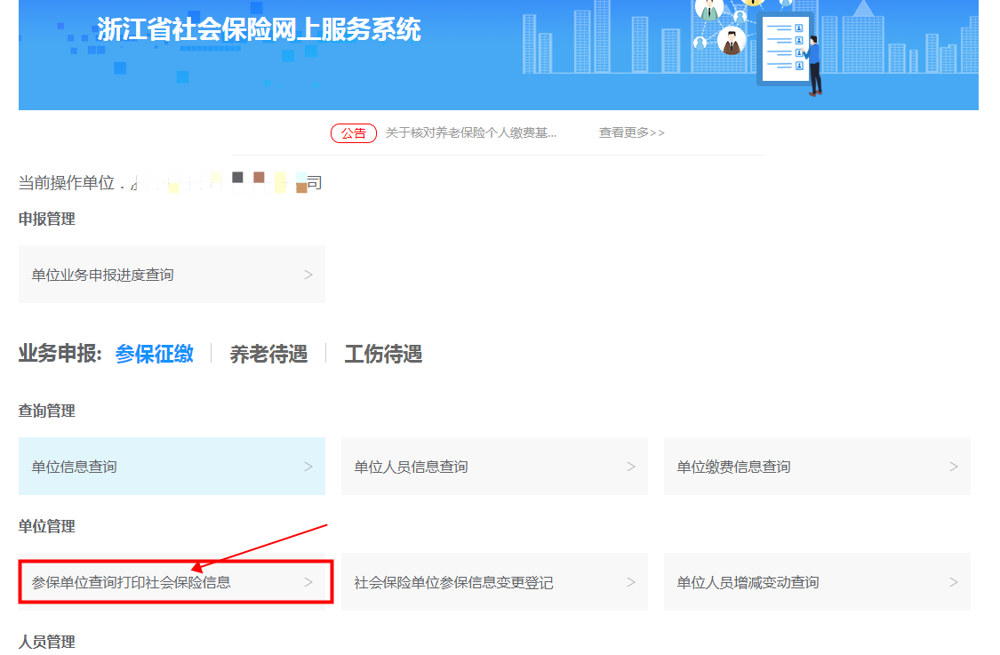 浙江省社会保险网上服务系统
公告 关于核对养老保险个人缴费基... 查看更多>>
当前操作单位 司
申报管理
单位业务申报进度查询 >
业务申报: 参保征缴 养老待遇 工伤待遇
查询管理
单位信息查询 > 单位人员信息查询 > 单位缴费信息查询 >
单位管理
参保单位查询打印社会保险信息 > 社会保险单位参保信息变更登记 > 单位人员增减变动查询 >
人员管理